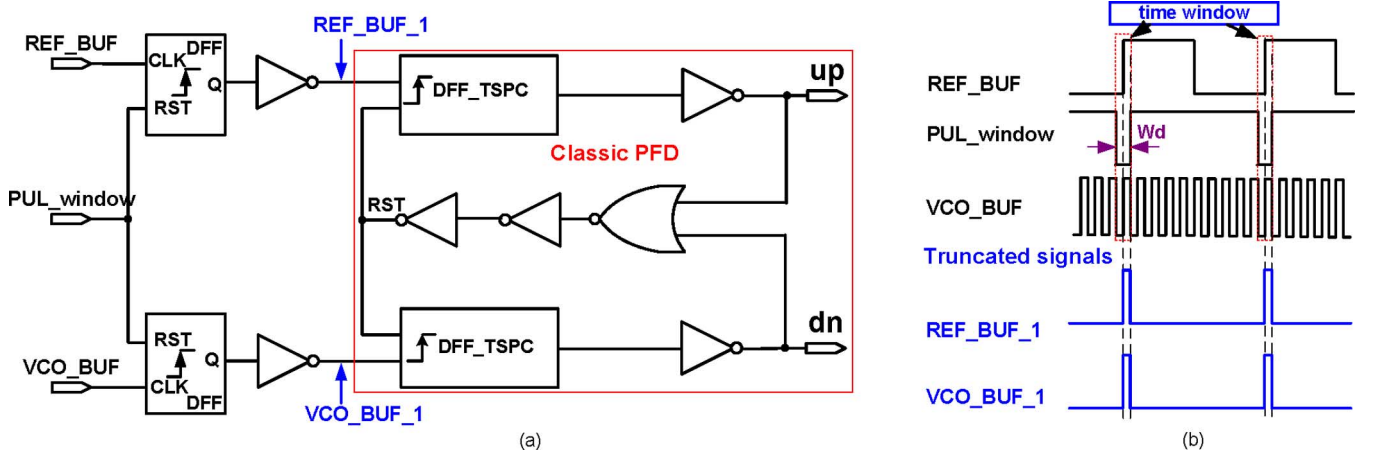 REF_BUF
CLK
DFF
Q
RST
REF_BUF_1
DFF_TSPC
up
Classic PFD
PUL_window
RST
RST
Q
CLK
DFF
VCO_BUF
VCO_BUF_1
DFF_TSPC
dn
(a)
time window
REF_BUF
PUL_window
Wd
VCO_BUF
Truncated signals
REF_BUF_1
VCO_BUF_1
(b)